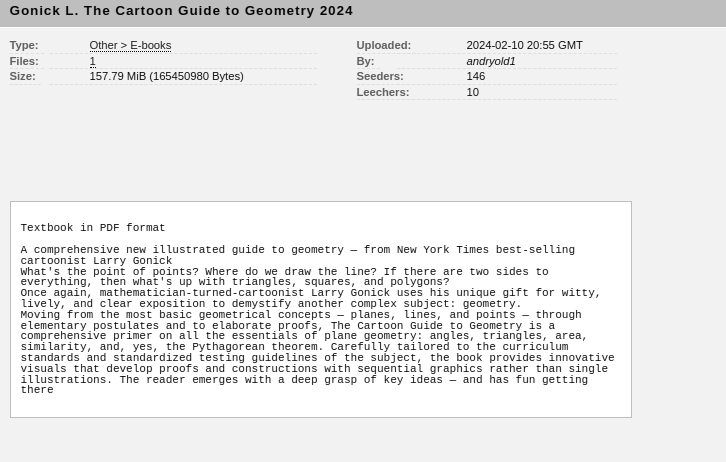 Gonick L. The Cartoon Guide to Geometry 2024
Type: Other > E-books
Files: 1
Size: 157.79 MiB (165450980 Bytes)
Uploaded: 2024-02-10 20:55 GMT
By: andryold1
Seeders: 146
Leechers: 10
Textbook in PDF format
A comprehensive new illustrated guide to geometry — from New York Times best-selling
cartoonist Larry Gonick
What's the point of points? Where do we draw the line? If there are two sides to
everything, then what's up with triangles, squares, and polygons?
Once again, mathematician-turned-cartoonist Larry Gonick uses his unique gift for witty,
lively, and clear exposition to demystify another complex subject: geometry.
Moving from the most basic geometrical concepts — planes, lines, and points — through
elementary postulates and to elaborate proofs, The Cartoon Guide to Geometry is a
comprehensive primer on all the essentials of plane geometry: angles, triangles, area,
similarity, and, yes, the Pythagorean theorem. Carefully tailored to the curriculum
standards and standardized testing guidelines of the subject, the book provides innovative
visuals that develop proofs and constructions with sequential graphics rather than single
illustrations. The reader emerges with a deep grasp of key ideas — and has fun getting
there